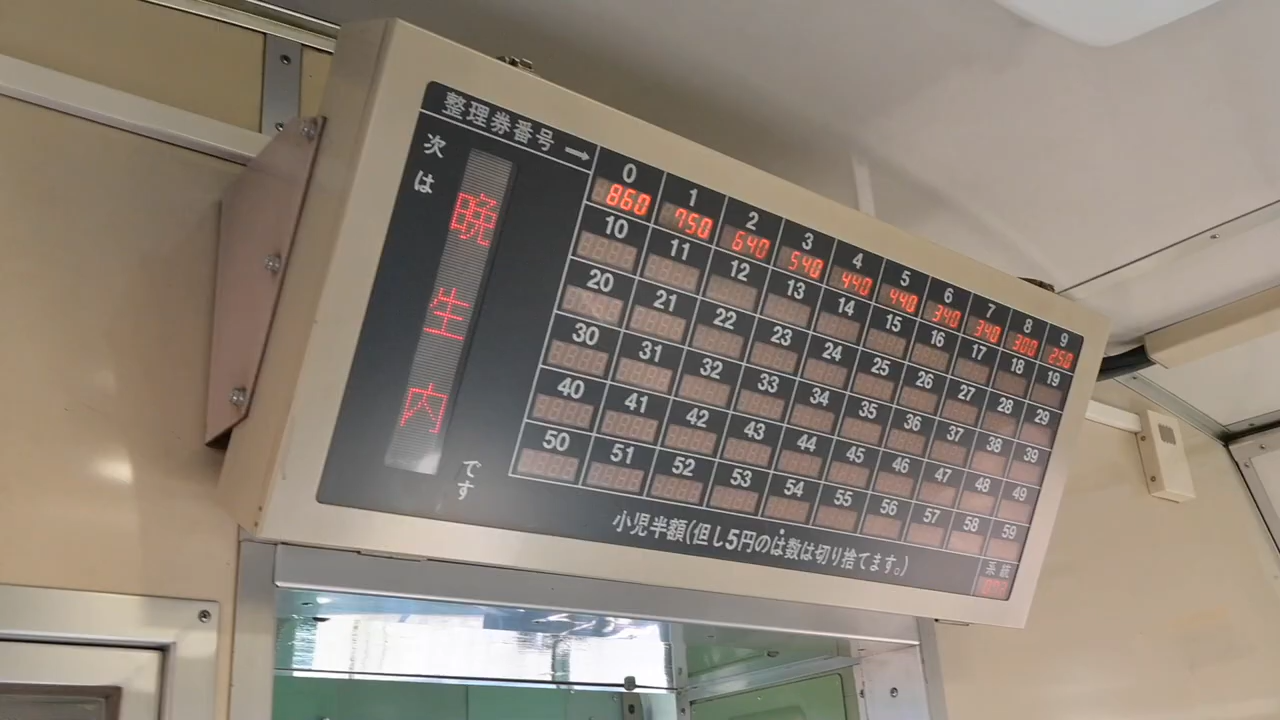 整理券番号→
次は
晩生内
です
0 1 2 3 4 5 6 7 8 9
860 750 640 540 440 440 340 340 300 250
10 11 12 13 14 15 16 17 18 19
20 21 22 23 24 25 26 27 28 29
30 31 32 33 34 35 36 37 38 39
40 41 42 43 44 45 46 47 48 49
50 51 52 53 54 55 56 57 58 59
小児半額(但し5円のは数は切り捨てます。)
系統